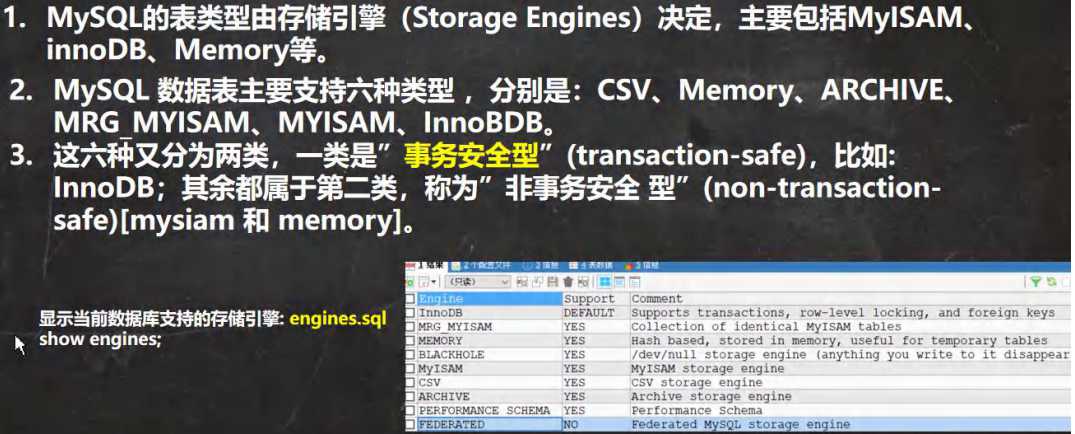 1. MySQL的表类型由存储引擎（Storage Engines）决定，主要包括MyISAM、
innoDB、Memory等。
2. MySQL 数据表主要支持六种类型 ，分别是：CSV、Memory、ARCHIVE、
MRG_MYISAM、MYISAM、InnoBDB。
3. 这六种又分为两类，一类是”事务安全型”(transaction-safe)，比如:
InnoDB；其余都属于第二类，称为”非事务安全 型”(non-transaction-
safe)[mysiam 和 memory]。
1 结果 2 个配置文件 3 信息 4 表数据 5 信息
(只读)
Engine Support Comment
InnoDB DEFAULT Supports transactions, row-level locking, and foreign keys
MRG_MYISAM YES Collection of identical MyISAM tables
MEMORY YES Hash based, stored in memory, useful for temporary tables
BLACKHOLE YES /dev/null storage engine (anything you write to it disappear
MyISAM YES MyISAM storage engine
CSV YES CSV storage engine
ARCHIVE YES Archive storage engine
PERFORMANCE_SCHEMA YES Performance Schema
FEDERATED NO Federated MySQL storage engine
显示当前数据库支持的存储引擎: engines.sql
show engines;